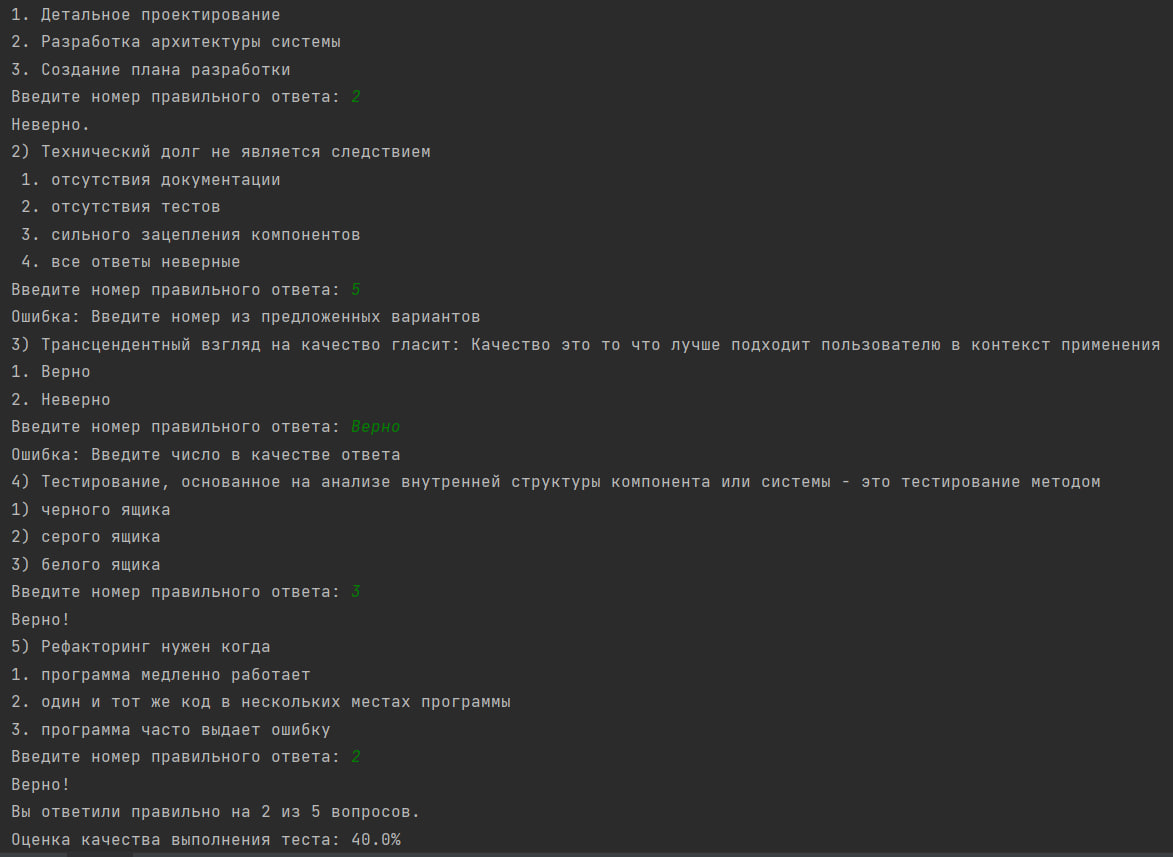 1. Детальное проектирование
2. Разработка архитектуры системы
3. Создание плана разработки
Введите номер правильного ответа: 2
Неверно.
2) Технический долг не является следствием
1. отсутствия документации
2. отсутствия тестов
3. сильного зацепления компонентов
4. все ответы неверные
Введите номер правильного ответа: 5
Ошибка: Введите номер из предложенных вариантов
3) Трансцендентный взгляд на качество гласит: Качество это то что лучше подходит пользователю в контекст применения
1. Верно
2. Неверно
Введите номер правильного ответа: Верно
Ошибка: Введите число в качестве ответа
4) Тестирование, основанное на анализе внутренней структуры компонента или системы - это тестирование методом
1) черного ящика
2) серого ящика
3) белого ящика
Введите номер правильного ответа: 3
Верно!
5) Рефакторинг нужен когда
1. программа медленно работает
2. один и тот же код в нескольких местах программы
3. программа часто выдает ошибку
Введите номер правильного ответа: 2
Верно!
Вы ответили правильно на 2 из 5 вопросов.
Оценка качества выполнения теста: 40.0%